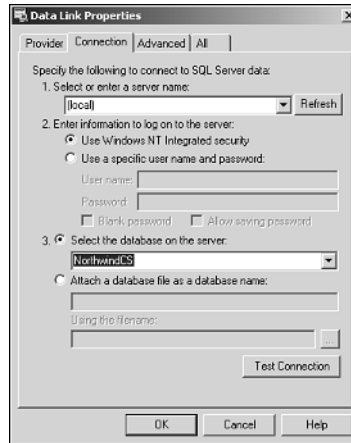 Data Link Properties
Provider Connection Advanced All
Specify the following to connect to SQL Server data:
1. Select or enter a server name:
(local) Refresh
2. Enter information to log on to the server:
Use Windows NT Integrated security
Use a specific user name and password:
User name:
Password:
Blank password Allow saving password
3. Select the database on the server:
NorthwindCS
Attach a database file as a database name:
Using the filename:
...
Test Connection
OK Cancel Help